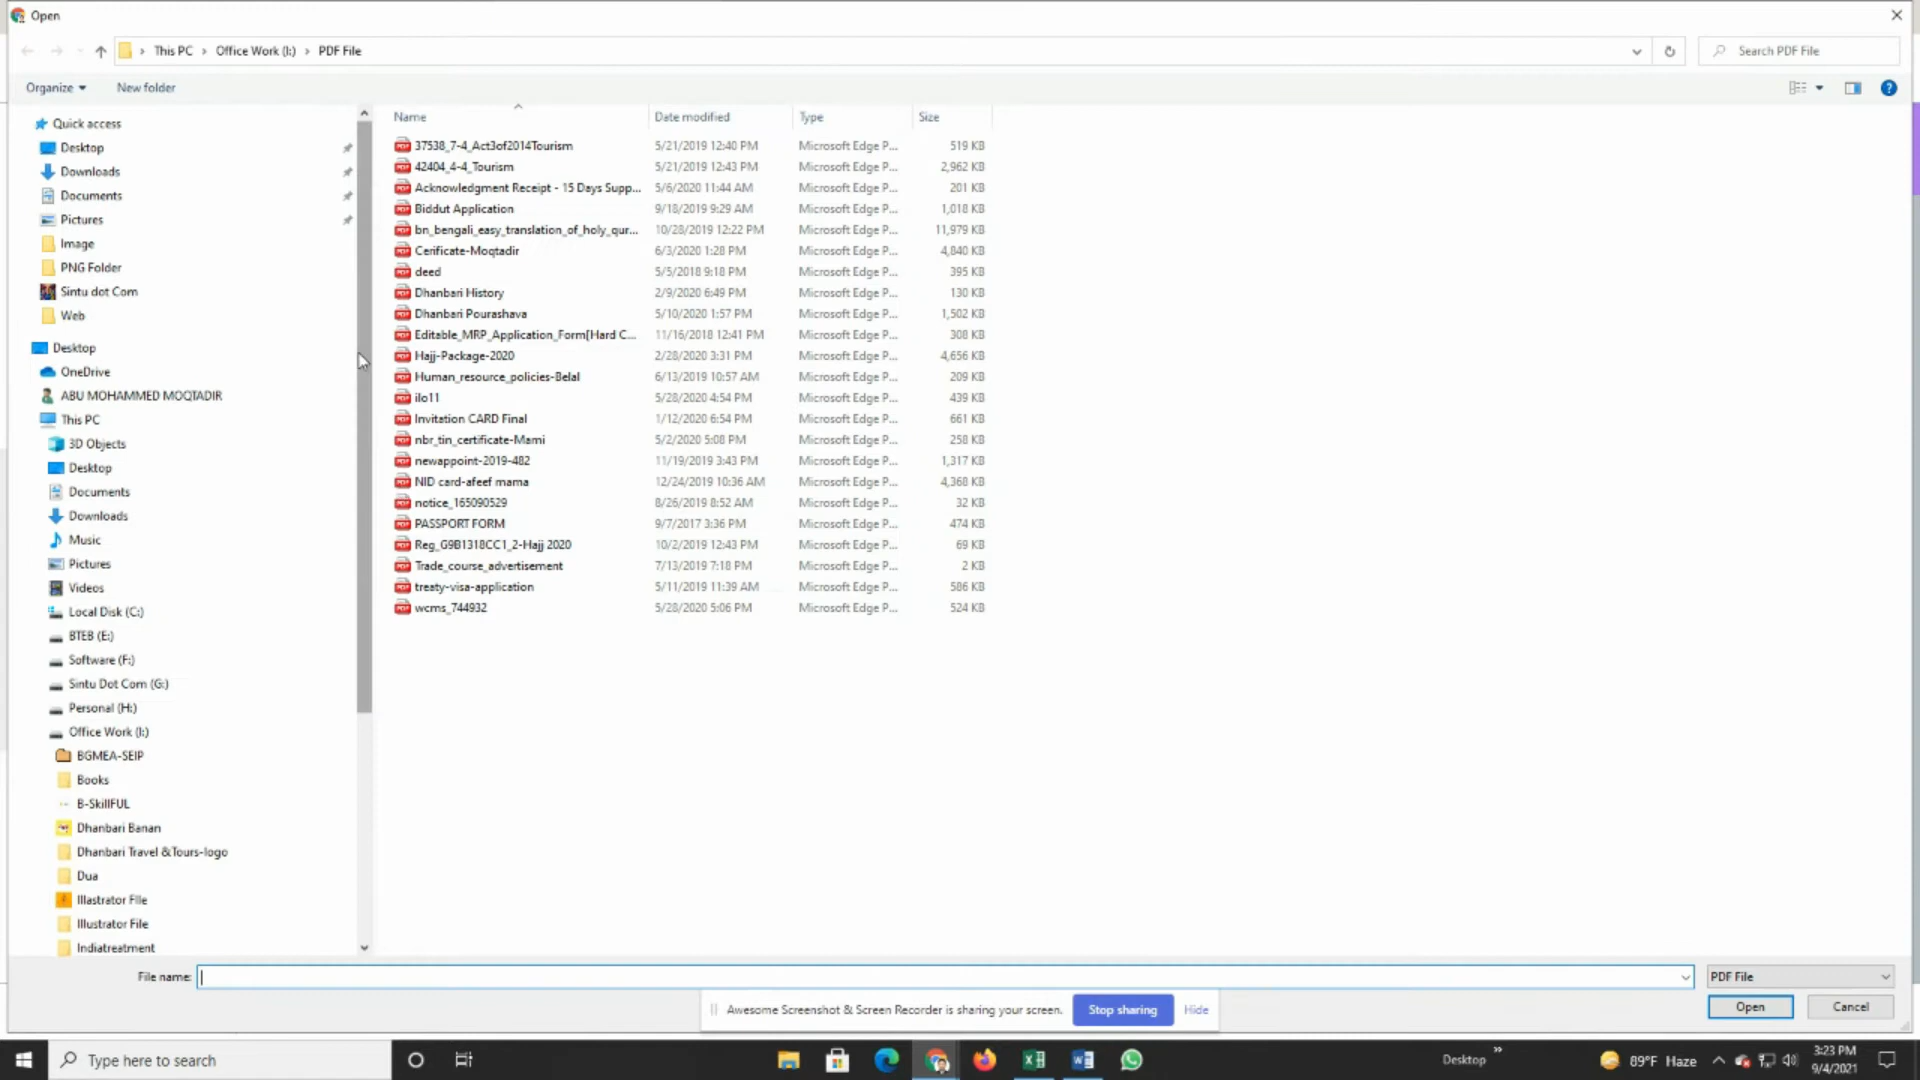 Open
This PC > Office Work (I:) > PDF File
Search PDF File
Organize
New folder
Name Date modified Type Size
37538_7-4_Act3of2014Tourism 5/21/2019 12:40 PM Microsoft Edge P... 519 KB
42404_4-4_Tourism 5/21/2019 12:43 PM Microsoft Edge P... 2,962 KB
Acknowledgment Receipt - 15 Days Supp... 5/6/2020 11:44 AM Microsoft Edge P... 201 KB
Biddut Application 9/18/2019 9:29 AM Microsoft Edge P... 1,018 KB
bn_bengali_easy_translation_of_holy_qur... 10/28/2019 12:22 PM Microsoft Edge P... 11,979 KB
Cerificate-Moqtadir 6/3/2020 1:28 PM Microsoft Edge P... 4,840 KB
deed 5/5/2018 9:18 PM Microsoft Edge P... 395 KB
Dhanbari History 2/9/2020 6:49 PM Microsoft Edge P... 130 KB
Dhanbari Pourashava 5/10/2020 1:57 PM Microsoft Edge P... 1,502 KB
Editable_MRP_Application_Form[Hard C... 11/16/2018 12:41 PM Microsoft Edge P... 308 KB
Hajj-Package-2020 2/28/2020 3:31 PM Microsoft Edge P... 4,656 KB
Human_resource_policies-Belal 6/13/2019 10:57 AM Microsoft Edge P... 209 KB
ilo11 5/28/2020 4:54 PM Microsoft Edge P... 439 KB
Invitation CARD Final 1/12/2020 6:54 PM Microsoft Edge P... 661 KB
nbr_tin_certificate-Mami 5/2/2020 5:08 PM Microsoft Edge P... 258 KB
newappoint-2019-482 11/19/2019 3:43 PM Microsoft Edge P... 1,317 KB
NID card-afeef mama 12/24/2019 10:36 AM Microsoft Edge P... 4,368 KB
notice_165090529 8/26/2019 8:52 AM Microsoft Edge P... 32 KB
PASSPORT FORM 9/7/2017 3:36 PM Microsoft Edge P... 474 KB
Reg_G9B1318CC1_2-Hajj 2020 10/2/2019 12:43 PM Microsoft Edge P... 69 KB
Trade_course_advertisement 7/13/2019 7:18 PM Microsoft Edge P... 2 KB
treaty-visa-application 5/11/2019 11:39 AM Microsoft Edge P... 586 KB
wcms_744932 5/28/2020 5:06 PM Microsoft Edge P... 524 KB
Quick access
Desktop
Downloads
Documents
Pictures
Image
PNG Folder
Sintu dot Com
Web
Desktop
OneDrive
ABU MOHAMMED MOQTADIR
This PC
3D Objects
Desktop
Documents
Downloads
Music
Pictures
Videos
Local Disk (C:)
BTEB (E:)
Software (F:)
Sintu Dot Com (G:)
Personal (H:)
Office Work (I:)
BGMEA-SEIP
Books
B-SkillFUL
Dhanbari Banan
Dhanbari Travel &Tours-logo
Dua
Illastrator FIle
Illustrator File
Indiatreatment
File name:
PDF File
Open
Cancel
Awesome Screenshot & Screen Recorder is sharing your screen.
Stop sharing
Hide
Type here to search
Desktop
89°F Haze
3:23 PM
9/4/2021